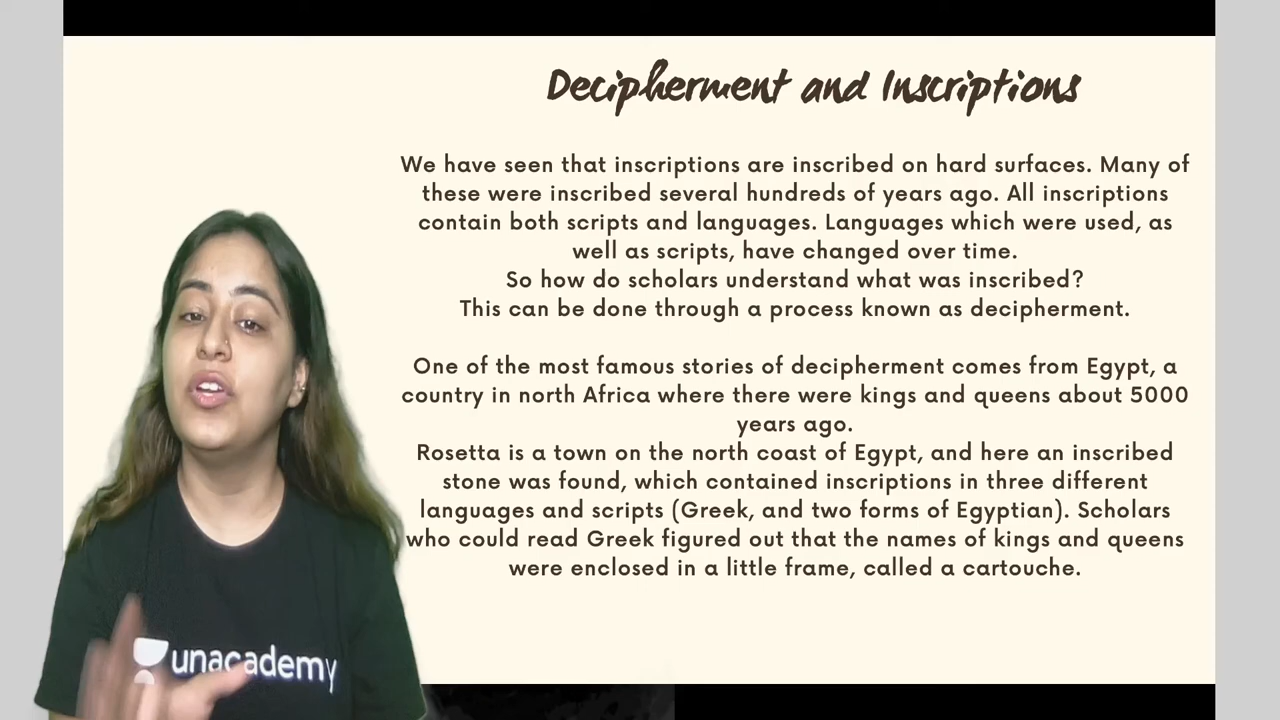 Decipherment and Inscriptions
We have seen that inscriptions are inscribed on hard surfaces. Many of
these were inscribed several hundreds of years ago. All inscriptions
contain both scripts and languages. Languages which were used, as
well as scripts, have changed over time.
So how do scholars understand what was inscribed?
This can be done through a process known as decipherment.
One of the most famous stories of decipherment comes from Egypt, a
country in north Africa where there were kings and queens about 5000
years ago.
Rosetta is a town on the north coast of Egypt, and here an inscribed
stone was found, which contained inscriptions in three different
languages and scripts (Greek, and two forms of Egyptian). Scholars
who could read Greek figured out that the names of kings and queens
were enclosed in a little frame, called a cartouche.
unacademy